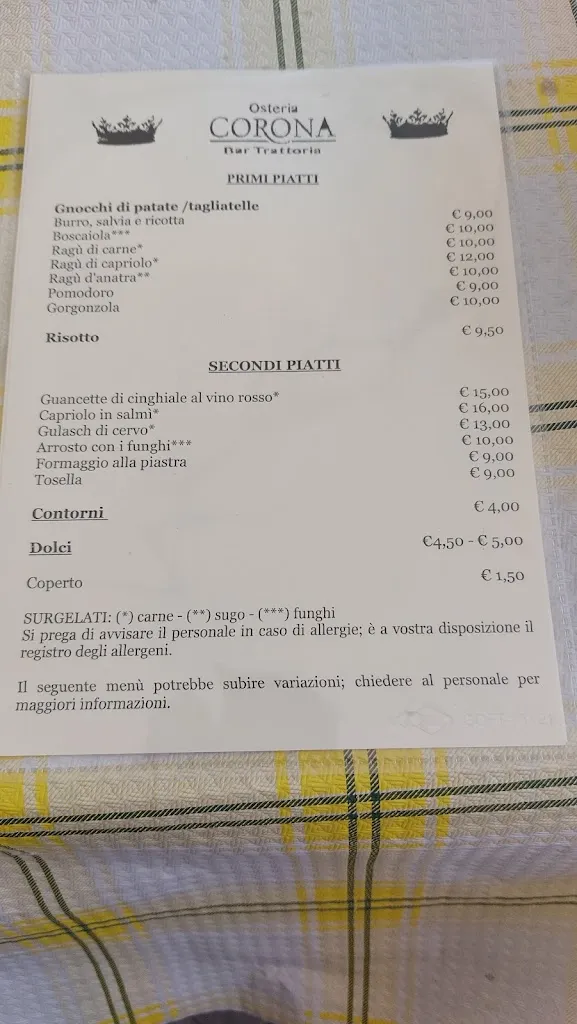 Osteria
CORONA
Bar Trattoria
PRIMI PIATTI
Gnocchi di patate /tagliatelle
Burro, salvia e ricotta € 9,00
Boscaiola*** € 10,00
Ragù di carne* € 10,00
Ragù di capriolo* € 12,00
Ragù d'anatra** € 10,00
Pomodoro € 9,00
Gorgonzola € 10,00
Risotto € 9,50
SECONDI PIATTI
Guancette di cinghiale al vino rosso* € 15,00
Capriolo in salmì* € 16,00
Gulasch di cervo* € 13,00
Arrosto con i funghi*** € 10,00
Formaggio alla piastra € 9,00
Tosella € 9,00
Contorni € 4,00
Dolci €4,50 - € 5,00
Coperto € 1,50
SURGELATI: (*) carne - (**) sugo - (***) funghi
Si prega di avvisare il personale in caso di allergie; è a vostra disposizione il
registro degli allergeni.
Il seguente menù potrebbe subire variazioni; chiedere al personale per
maggiori informazioni.